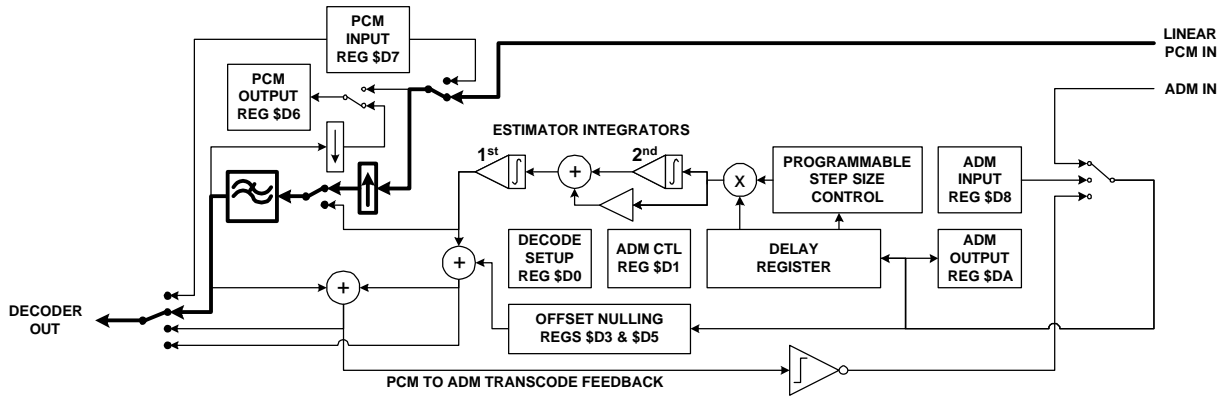 PCM
INPUT
REG $D7
LINEAR
PCM IN
PCM
OUTPUT
REG $D6
ADM IN
ESTIMATOR INTEGRATORS
1st
2nd
∫
∫
+
X
PROGRAMMABLE
STEP SIZE
CONTROL
ADM
INPUT
REG $D8
DECODE
SETUP
REG $D0
ADM CTL
REG $D1
DELAY
REGISTER
ADM
OUTPUT
REG $DA
+
+
DECODER
OUT
OFFSET NULLING
REGS $D3 & $D5
PCM TO ADM TRANSCODE FEEDBACK